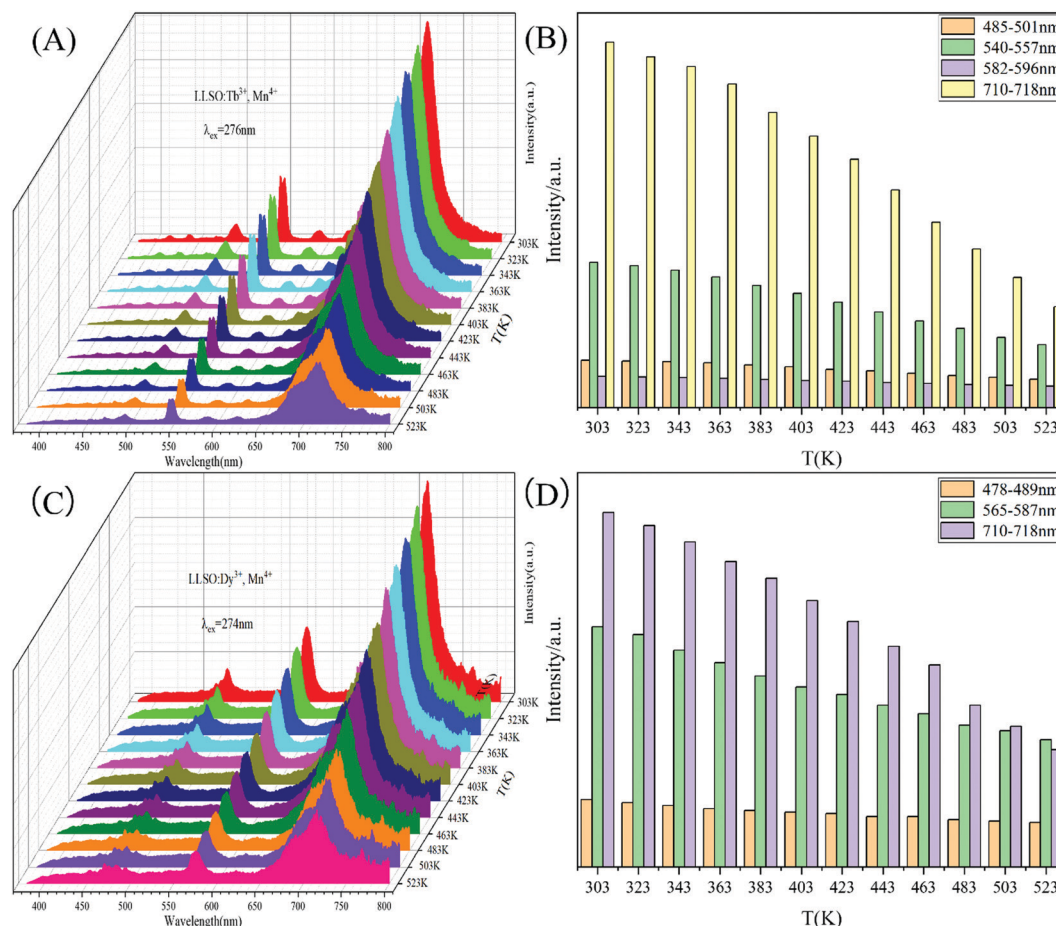 (A)
LLSO:Tb³⁺, Mn⁴⁺
λex=276nm
Intensity(a.u.)
303K
323K
343K
363K
383K
403K
423K
443K
463K
483K
503K
523K
T(K)
400 450 500 550 600 650 700 750 800
Wavelength(nm)
(B)
485-501nm
540-557nm
582-596nm
710-718nm
Intensity/a.u.
303 323 343 363 383 403 423 443 463 483 503 523
T(K)
(C)
LLSO:Dy³⁺, Mn⁴⁺
λex=274nm
Intensity(a.u.)
T(K)
303K
323K
343K
363K
383K
403K
423K
443K
463K
483K
503K
523K
T(K)
400 450 500 550 600 650 700 750 800
Wavelength(nm)
(D)
478-489nm
565-587nm
710-718nm
Intensity/a.u.
303 323 343 363 383 403 423 443 463 483 503 523
T(K)